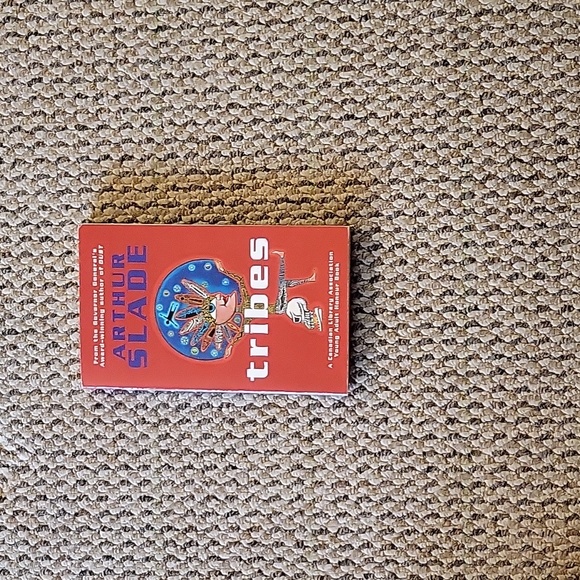 From the Governor General's
Award-winning author of DUST
ARTHUR
SLADE
tribes
A Canadian Library Association
Young Adult Honour Book